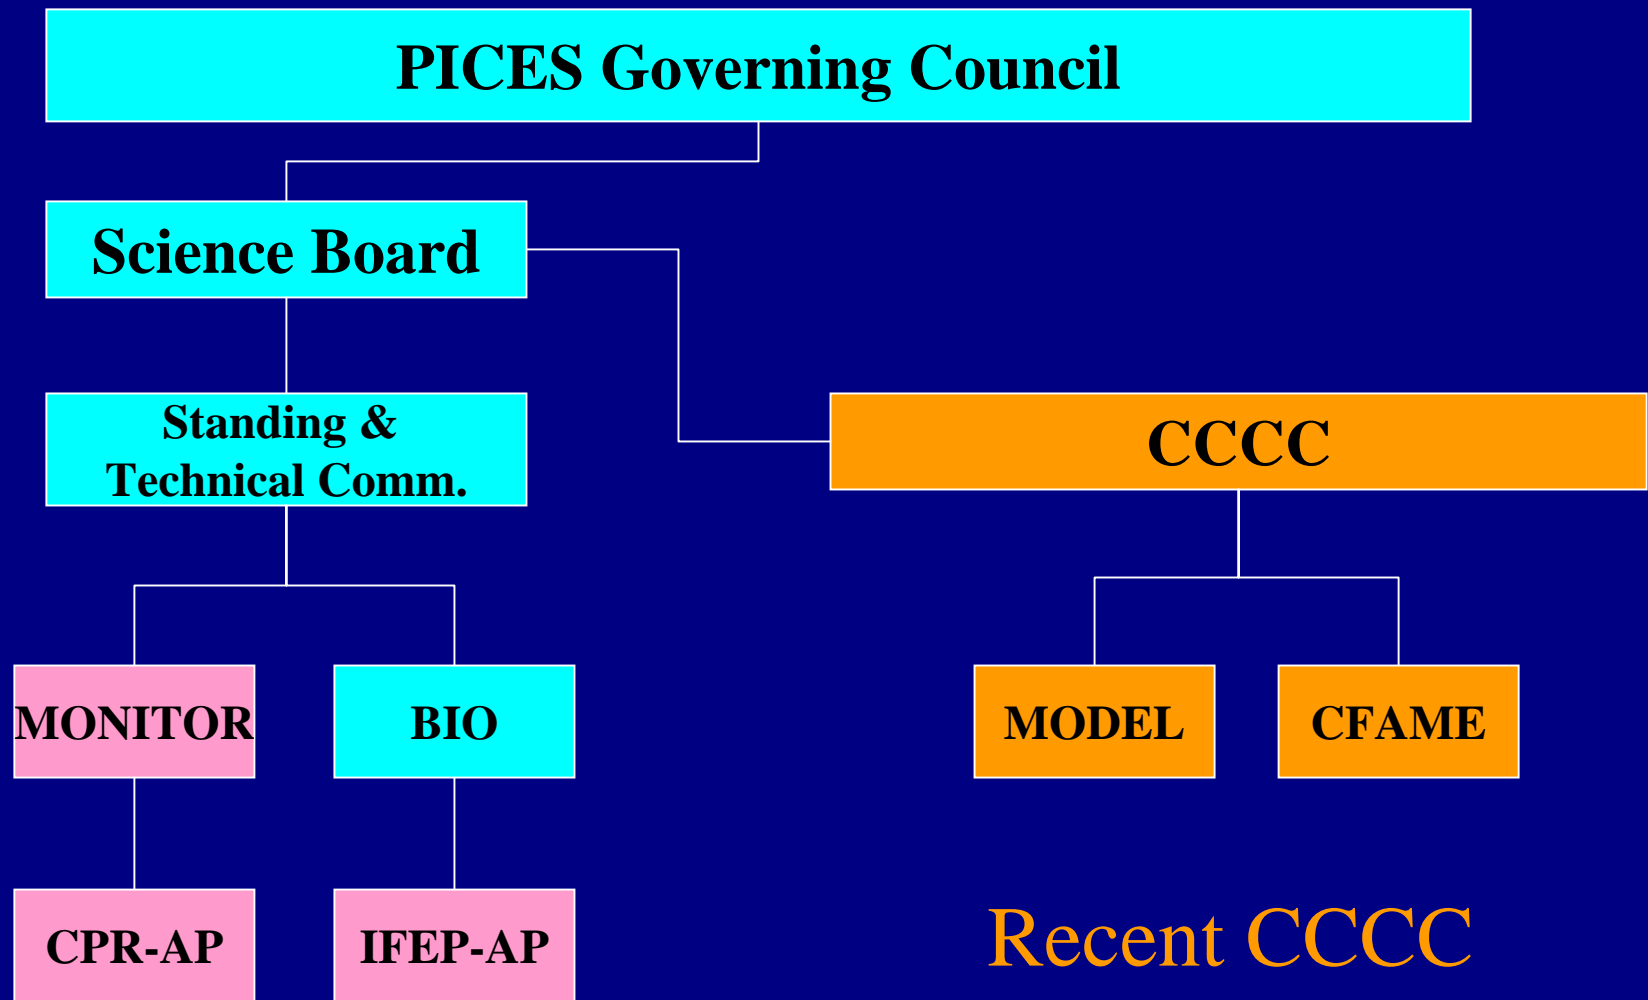 PICES Governing Council
Science Board
Standing &
Technical Comm.
CCCC
MONITOR
BIO
MODEL
CFAME
CPR-AP
IFEP-AP
Recent CCCC